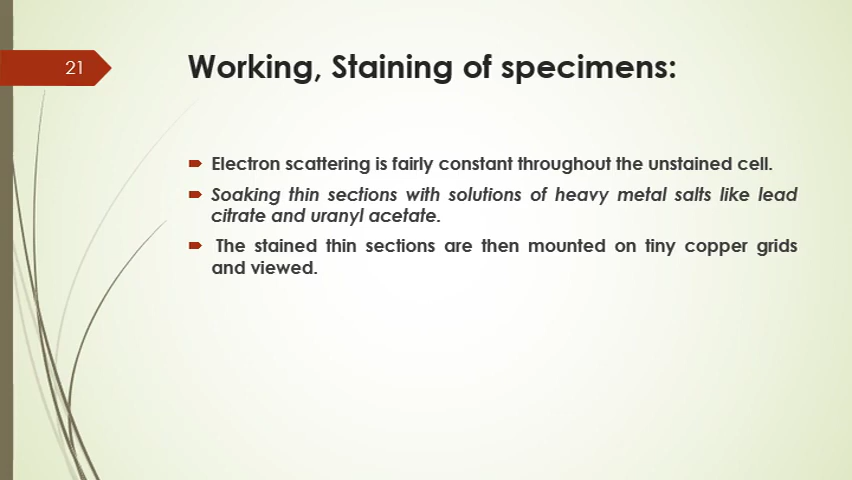 21
Working, Staining of specimens:
Electron scattering is fairly constant throughout the unstained cell.
Soaking thin sections with solutions of heavy metal salts like lead
citrate and uranyl acetate.
The stained thin sections are then mounted on tiny copper grids
and viewed.